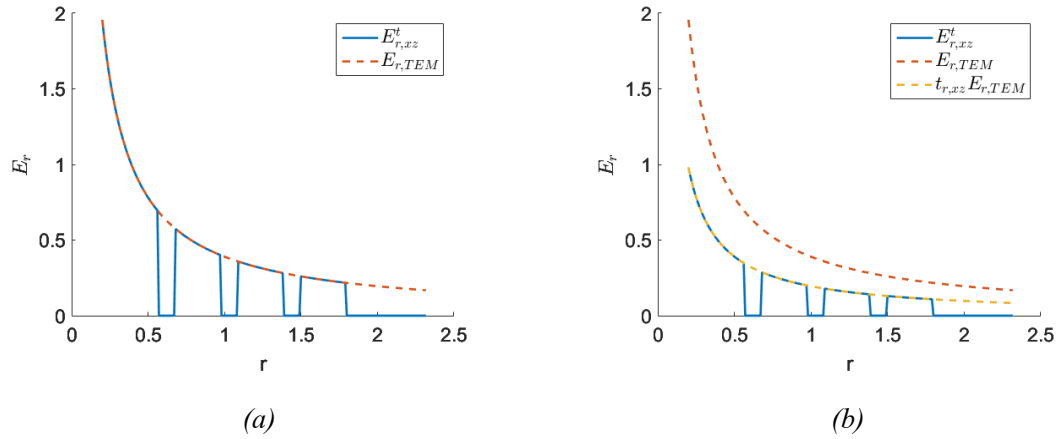 2
1.5
1
0.5
0
0 0.5 1 1.5 2 2.5
E_r
r
E^t_{r,xz}
E_{r,TEM}
(a)
2
1.5
1
0.5
0
0 0.5 1 1.5 2 2.5
E_r
r
E^t_{r,xz}
E_{r,TEM}
t_{r,xz}E_{r,TEM}
(b)